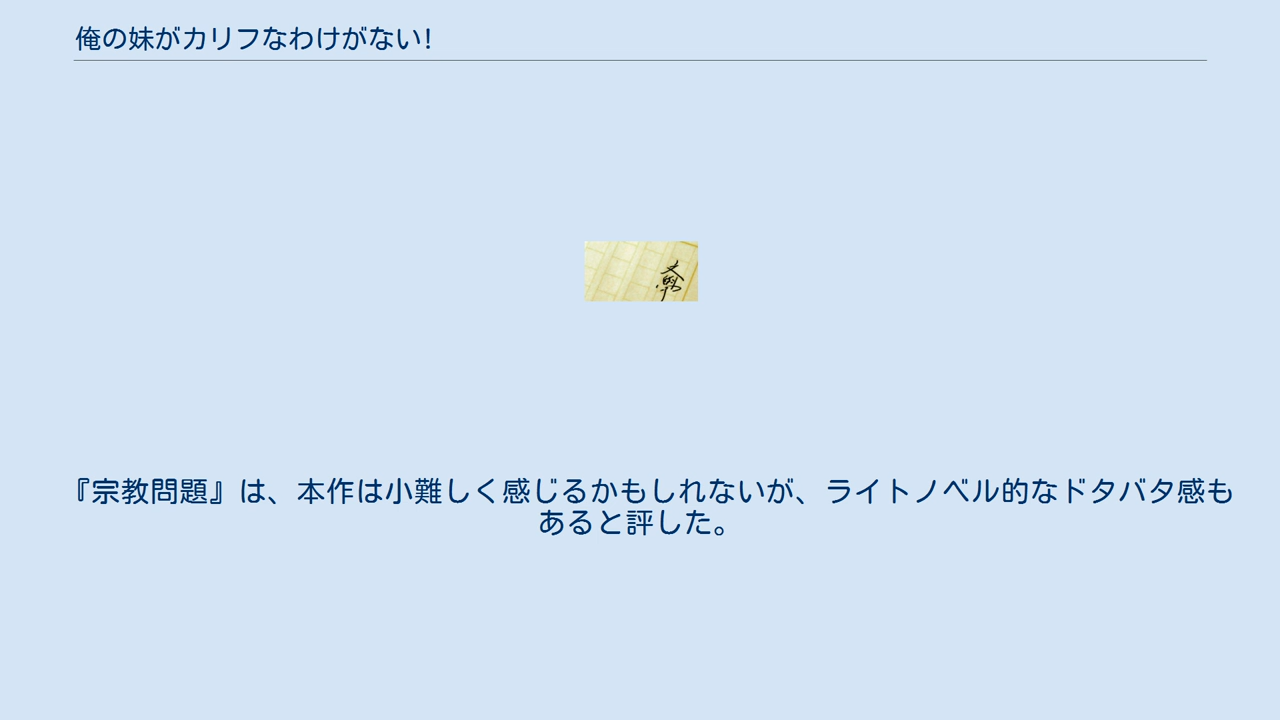 俺の妹がカリフなわけがない!
『宗教問題』は、本作は小難しく感じるかもしれないが、ライトノベル的なドタバタ感も
あると評した。